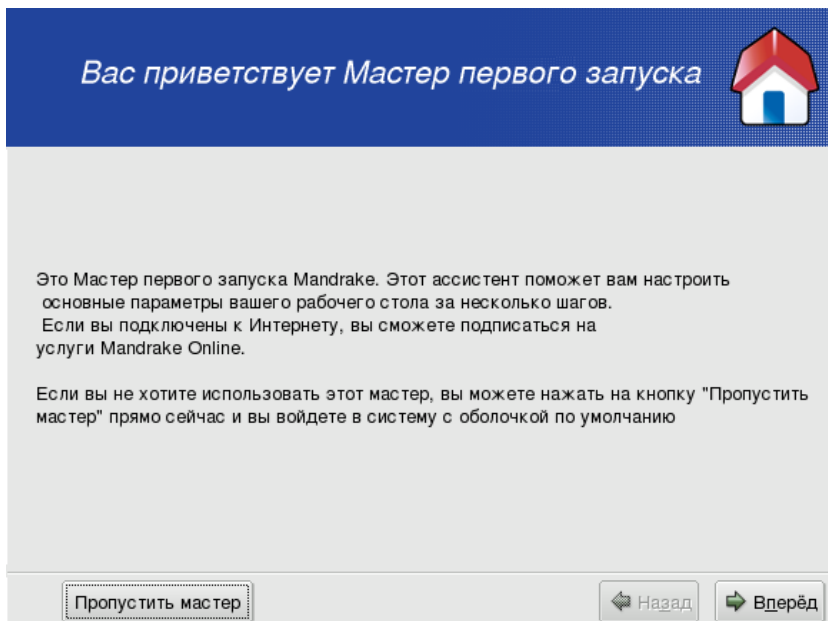 Вас приветствует Мастер первого запуска
Это Мастер первого запуска Mandrake. Этот ассистент поможет вам настроить
основные параметры вашего рабочего стола за несколько шагов.
Если вы подключены к Интернету, вы сможете подписаться на
услуги Mandrake Online.
Если вы не хотите использовать этот мастер, вы можете нажать на кнопку "Пропустить
мастер" прямо сейчас и вы войдете в систему с оболочкой по умолчанию
Пропустить мастер
Назад
Вперёд